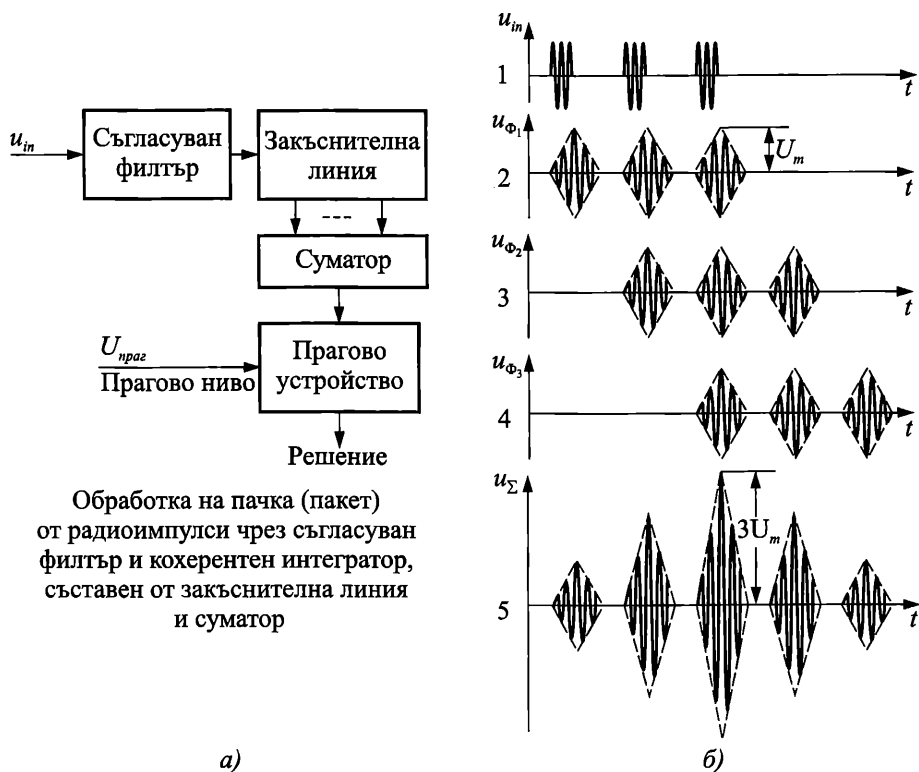 u_in
Съгласуван
филтър
Закъснителна
линия
---
Суматор
U_праг
Прагово ниво
Прагово
устройство
Решение
Обработка на пачка (пакет)
от радиоимпулси чрез съгласуван
филтър и кохерентен интегратор,
съставен от закъснителна линия
и суматор
а)
u_in
1
t
u_Ф1
U_m
2
t
u_Ф2
3
t
u_Ф3
4
t
u_Σ
3U_m
5
t
б)